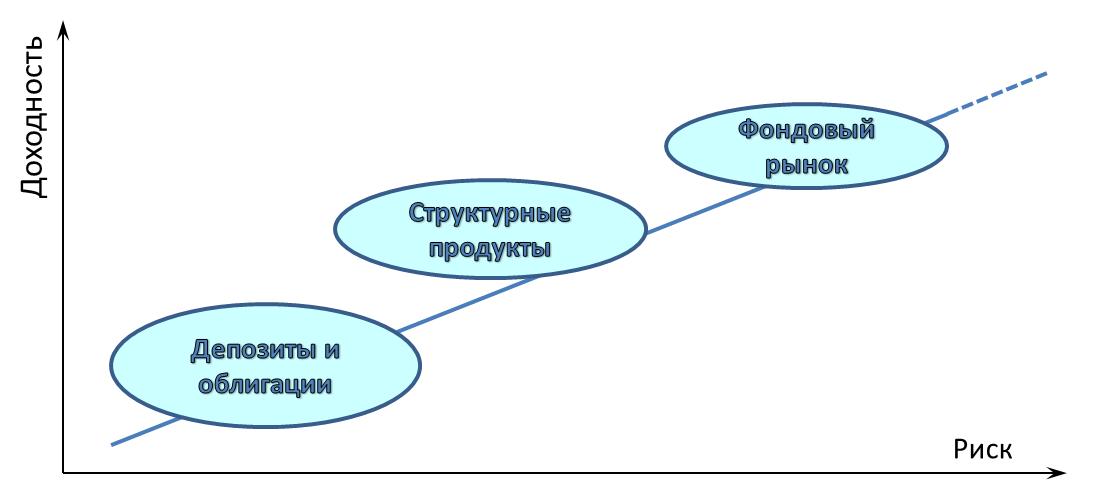 Доходность
Фондовый
рынок
Структурные
продукты
Депозиты и
облигации
Риск